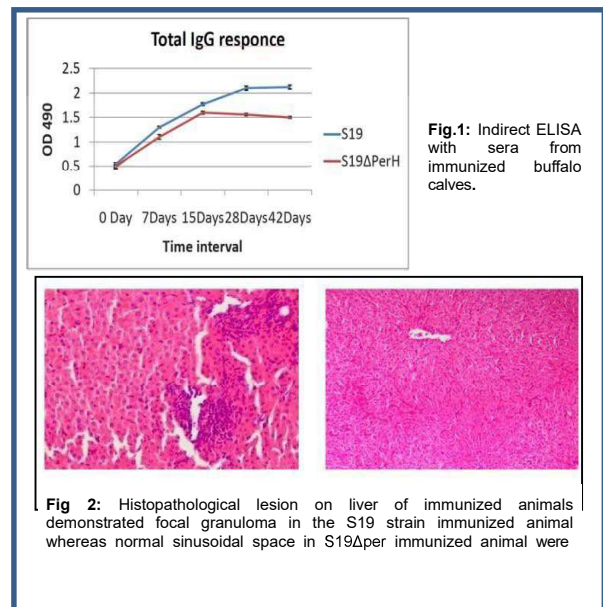 Total IgG responce
2.5
2
1.5
1
0.5
0
OD 490
0 Day 7Days 15Days28Days42Days
Time interval
S19
S19ΔPerH
Fig.1: Indirect ELISA
with sera from
immunized buffalo
calves.
Fig 2: Histopathological lesion on liver of immunized animals
demonstrated focal granuloma in the S19 strain immunized animal
whereas normal sinusoidal space in S19Δper immunized animal were